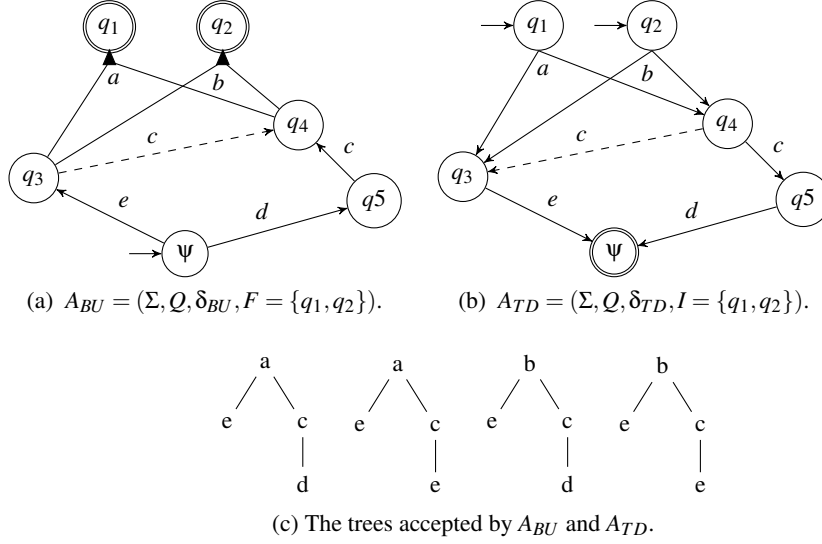 q1 q2 q1 q2
a b a b
c q4 c q4
q3 c q3 c
e d q5 e d q5
ψ ψ
(a) A_BU = (Σ, Q, δ_BU, F = {q1, q2}). (b) A_TD = (Σ, Q, δ_TD, I = {q1, q2}).
a a b b
e c e c e c e c
d e d e
(c) The trees accepted by A_BU and A_TD.